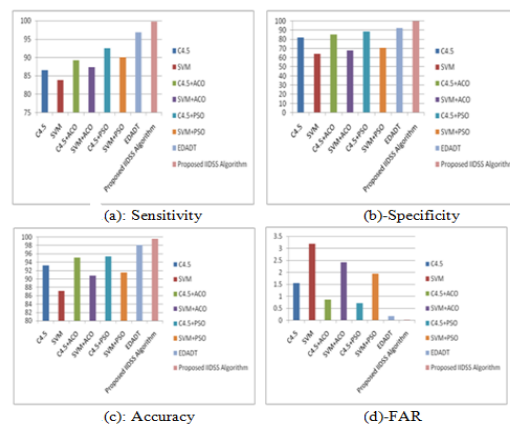 100
95
90
85
80
75
C4.5
SVM
C4.5+ACO
SVM+ACO
C4.5+PSO
SVM+PSO
EDADT
Proposed IIDSS Algorithm
C4.5
SVM
C4.5+ACO
SVM+ACO
C4.5+PSO
SVM+PSO
EDADT
Proposed IIDSS Algorithm
(a): Sensitivity
100
90
80
70
60
50
40
30
20
10
0
C4.5
SVM
C4.5+ACO
SVM+ACO
C4.5+PSO
SVM+PSO
EDADT
Proposed IIDSS Algorithm
C4.5
SVM
C4.5+ACO
SVM+ACO
C4.5+PSO
SVM+PSO
EDADT
Proposed IIDSS Algorithm
(b)-Specificity
100
98
96
94
92
90
88
86
84
82
80
C4.5
SVM
C4.5+ACO
SVM+ACO
C4.5+PSO
SVM+PSO
EDADT
Proposed IIDSS Algorithm
C4.5
SVM
C4.5+ACO
SVM+ACO
C4.5+PSO
SVM+PSO
EDADT
Proposed IIDSS Algorithm
(c): Accuracy
3.5
3
2.5
2
1.5
1
0.5
0
C4.5
SVM
C4.5+ACO
SVM+ACO
C4.5+PSO
SVM+PSO
EDADT
Proposed IIDSS Algorithm
C4.5
SVM
C4.5+ACO
SVM+ACO
C4.5+PSO
SVM+PSO
EDADT
Proposed IIDSS Algorithm
(d)-FAR